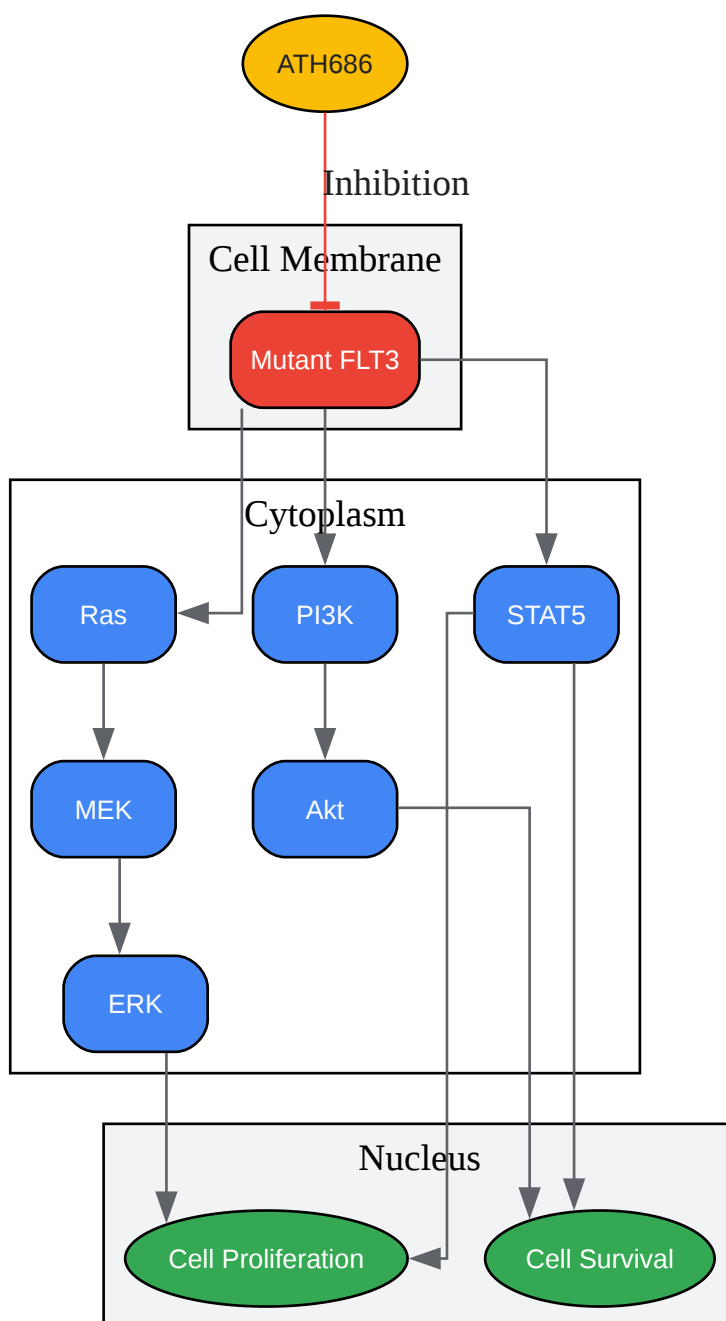 ATH686
Inhibition
Cell Membrane
Mutant FLT3
Cytoplasm
Ras
PI3K
STAT5
MEK
Akt
ERK
Nucleus
Cell Proliferation
Cell Survival